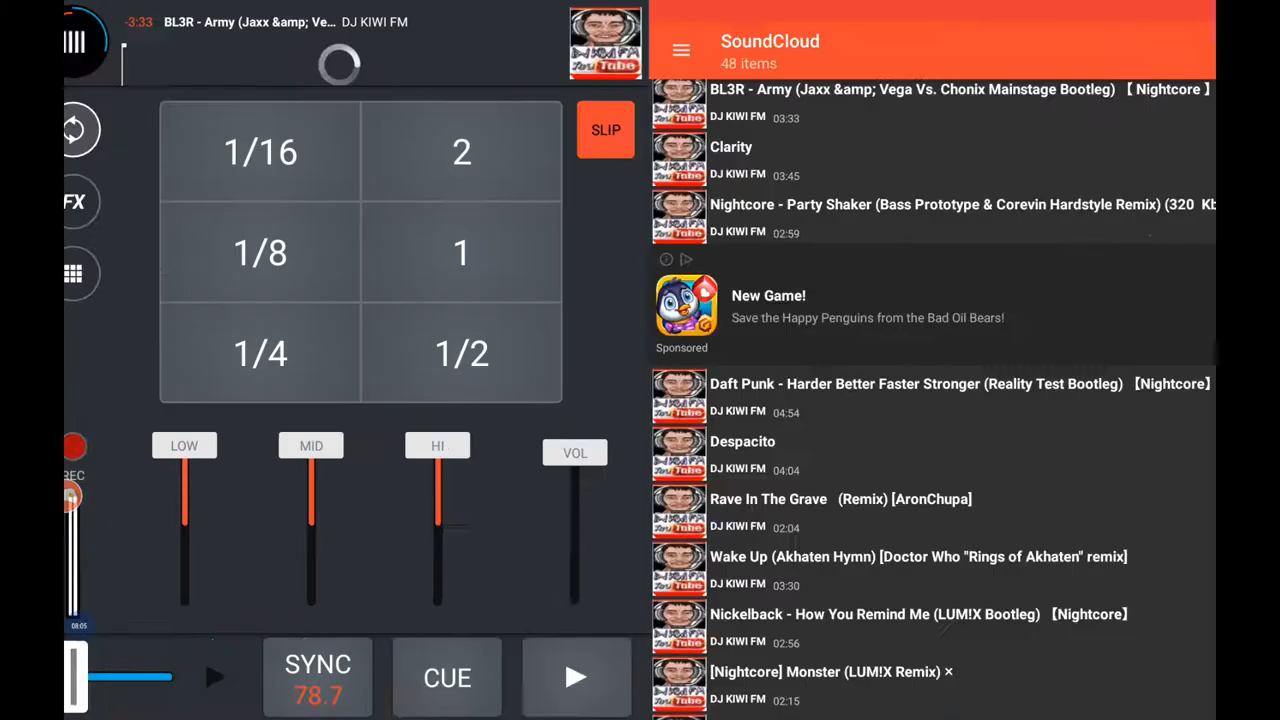 -3:33 BL3R - Army (Jaxx &amp; Ve... DJ KIWI FM
DJ KIWI FM
YouTube
SLIP
FX
1/16
2
1/8
1
1/4
1/2
LOW
MID
HI
VOL
REC
08:05
SYNC
78.7
CUE
SoundCloud
48 items
BL3R - Army (Jaxx &amp; Vega Vs. Chonix Mainstage Bootleg) 【 Nightcore 】
DJ KIWI FM 03:33
Clarity
DJ KIWI FM 03:45
Nightcore - Party Shaker (Bass Prototype & Corevin Hardstyle Remix) (320 Kb
DJ KIWI FM 02:59
New Game!
Save the Happy Penguins from the Bad Oil Bears!
Sponsored
Daft Punk - Harder Better Faster Stronger (Reality Test Bootleg) 【Nightcore】
DJ KIWI FM 04:54
Despacito
DJ KIWI FM 04:04
Rave In The Grave (Remix) [AronChupa]
DJ KIWI FM 02:04
Wake Up (Akhaten Hymn) [Doctor Who "Rings of Akhaten" remix]
DJ KIWI FM 03:30
Nickelback - How You Remind Me (LUM!X Bootleg) 【Nightcore】
DJ KIWI FM 02:56
[Nightcore] Monster (LUM!X Remix) ×
DJ KIWI FM 02:15